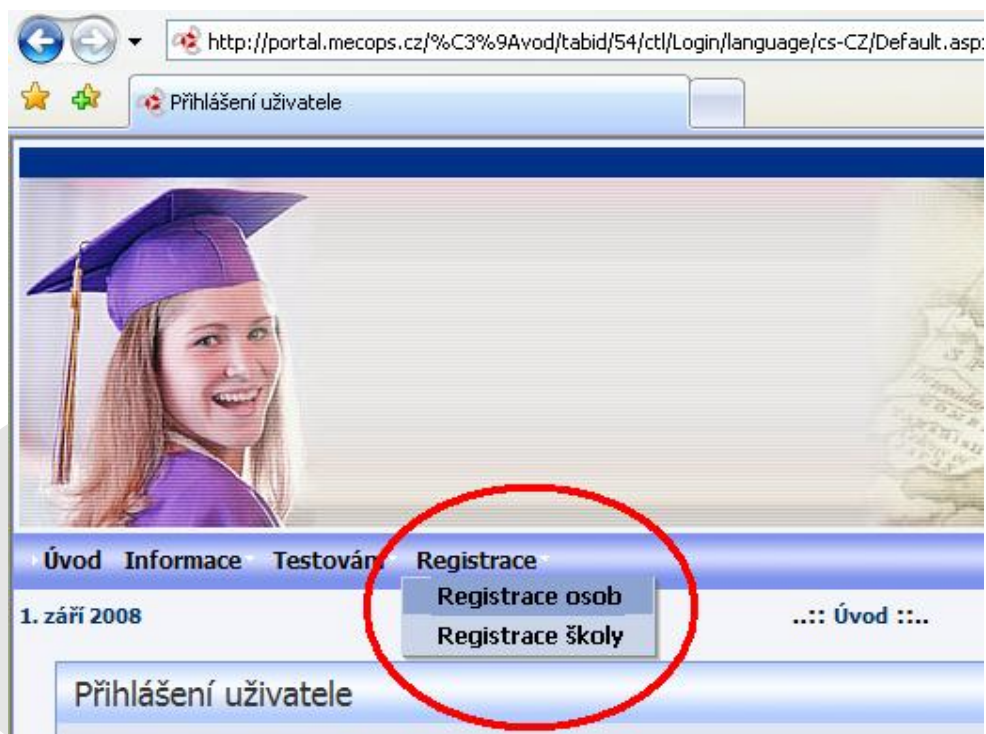 http://portal.mecops.cz/%C3%9Avod/tabid/54/ctl/Login/language/cs-CZ/Default.asp
Přihlášení uživatele
Úvod Informace Testování Registrace
Registrace osob
1. září 2008 ..:: Úvod ::..
Registrace školy
Přihlášení uživatele